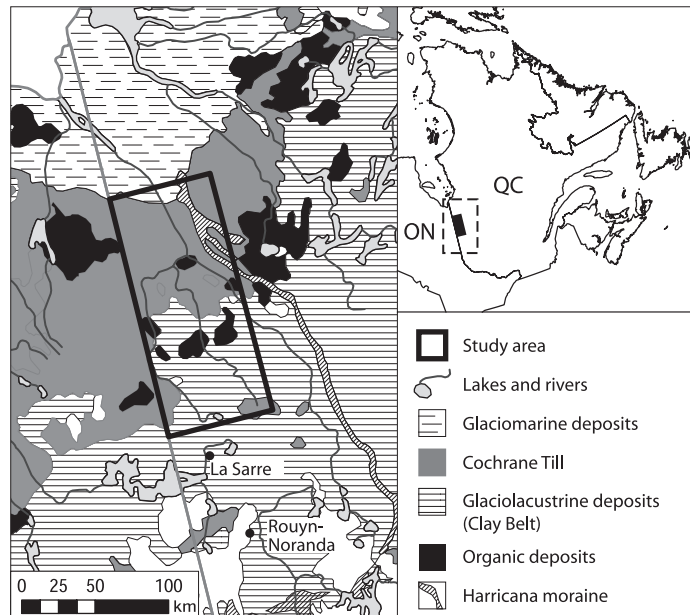 QC
ON
Study area
Lakes and rivers
Glaciomarine deposits
Cochrane Till
Glaciolacustrine deposits
(Clay Belt)
Organic deposits
Harricana moraine
La Sarre
Rouyn-
Noranda
0 25 50 100
km